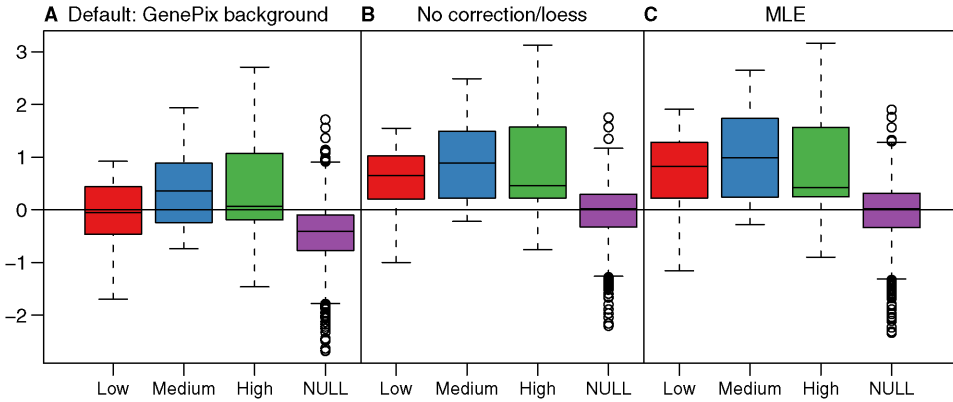 A Default: GenePix background
B No correction/loess
C MLE
3
2
1
0
−1
−2
Low Medium High NULL
Low Medium High NULL
Low Medium High NULL